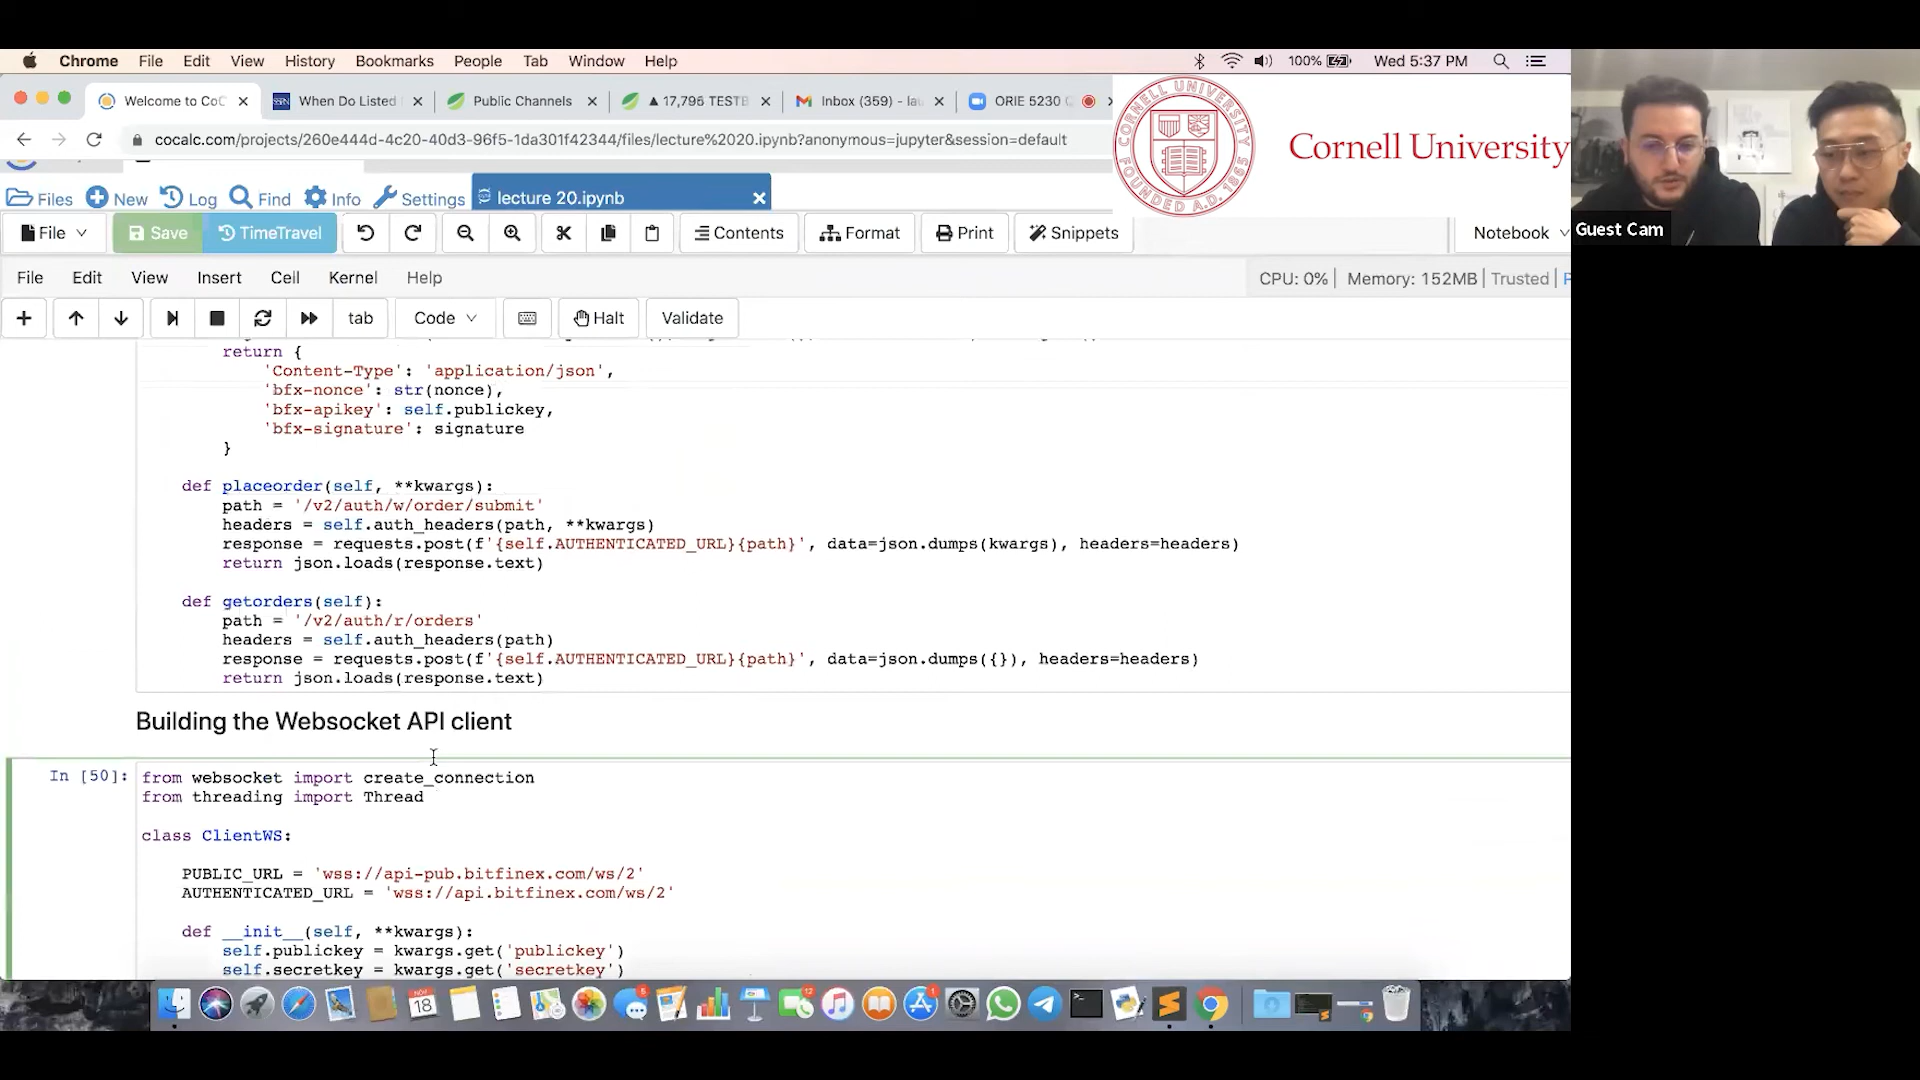 Chrome File Edit View History Bookmarks People Tab Window Help 100% Wed 5:37 PM
Welcome to CoC × SSRN When Do Listed × Public Channels × ▲ 17,796 TESTB × Inbox (359) - lau × ORIE 5230
cocalc.com/projects/260e444d-4c20-40d3-96f5-1da301f42344/files/lecture%2020.ipynb?anonymous=jupyter&session=default
CORNELL UNIVERSITY
FOUNDED A.D. 1865
Cornell University
Guest Cam
Files New Log Find Info Settings lecture 20.ipynb ×
File Save TimeTravel Contents Format Print Snippets Notebook
File Edit View Insert Cell Kernel Help CPU: 0% | Memory: 152MB | Trusted |
tab Code Halt Validate
return {
'Content-Type': 'application/json',
'bfx-nonce': str(nonce),
'bfx-apikey': self.publickey,
'bfx-signature': signature
}
def placeorder(self, **kwargs):
path = '/v2/auth/w/order/submit'
headers = self.auth_headers(path, **kwargs)
response = requests.post(f'{self.AUTHENTICATED_URL}{path}', data=json.dumps(kwargs), headers=headers)
return json.loads(response.text)
def getorders(self):
path = '/v2/auth/r/orders'
headers = self.auth_headers(path)
response = requests.post(f'{self.AUTHENTICATED_URL}{path}', data=json.dumps({}), headers=headers)
return json.loads(response.text)
Building the Websocket API client
In [50]: from websocket import create_connection
from threading import Thread
class ClientWS:
PUBLIC_URL = 'wss://api-pub.bitfinex.com/ws/2'
AUTHENTICATED_URL = 'wss://api.bitfinex.com/ws/2'
def __init__(self, **kwargs):
self.publickey = kwargs.get('publickey')
self.secretkey = kwargs.get('secretkey')
NOV
18